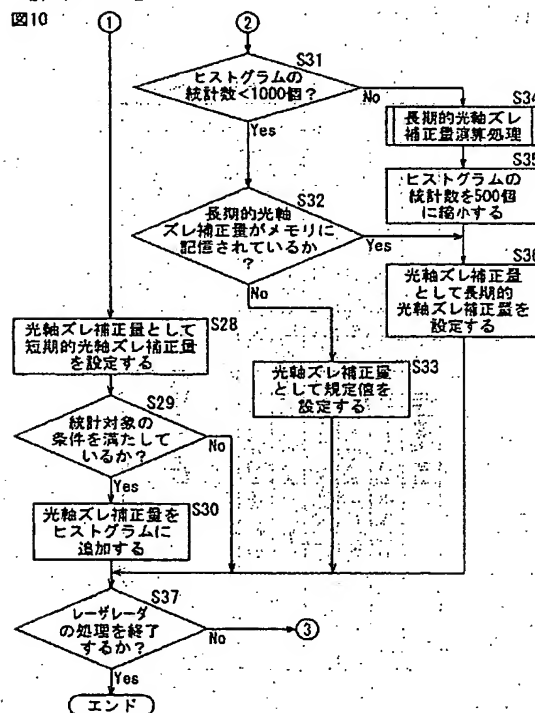 図10
①
②
S31
ヒストグラムの
統計数<1000個?
No
Yes
S34
長期的光軸ズレ
補正量演算処理
S35
ヒストグラムの
統計数を500個
に縮小する
S32
長期的光軸
ズレ補正量がメモリに
記憶されているか
?
Yes
No
S36
光軸ズレ補正量
として長期的
光軸ズレ補正量を
設定する
S28
光軸ズレ補正量として
短期的光軸ズレ補正量
を設定する
S33
光軸ズレ補正量
として規定値を
設定する
S29
統計対象の
条件を満たして
いるか?
No
Yes
S30
光軸ズレ補正量を
ヒストグラムに
追加する
S37
レーザレーダ
の処理を終了
するか?
No
③
Yes
エンド